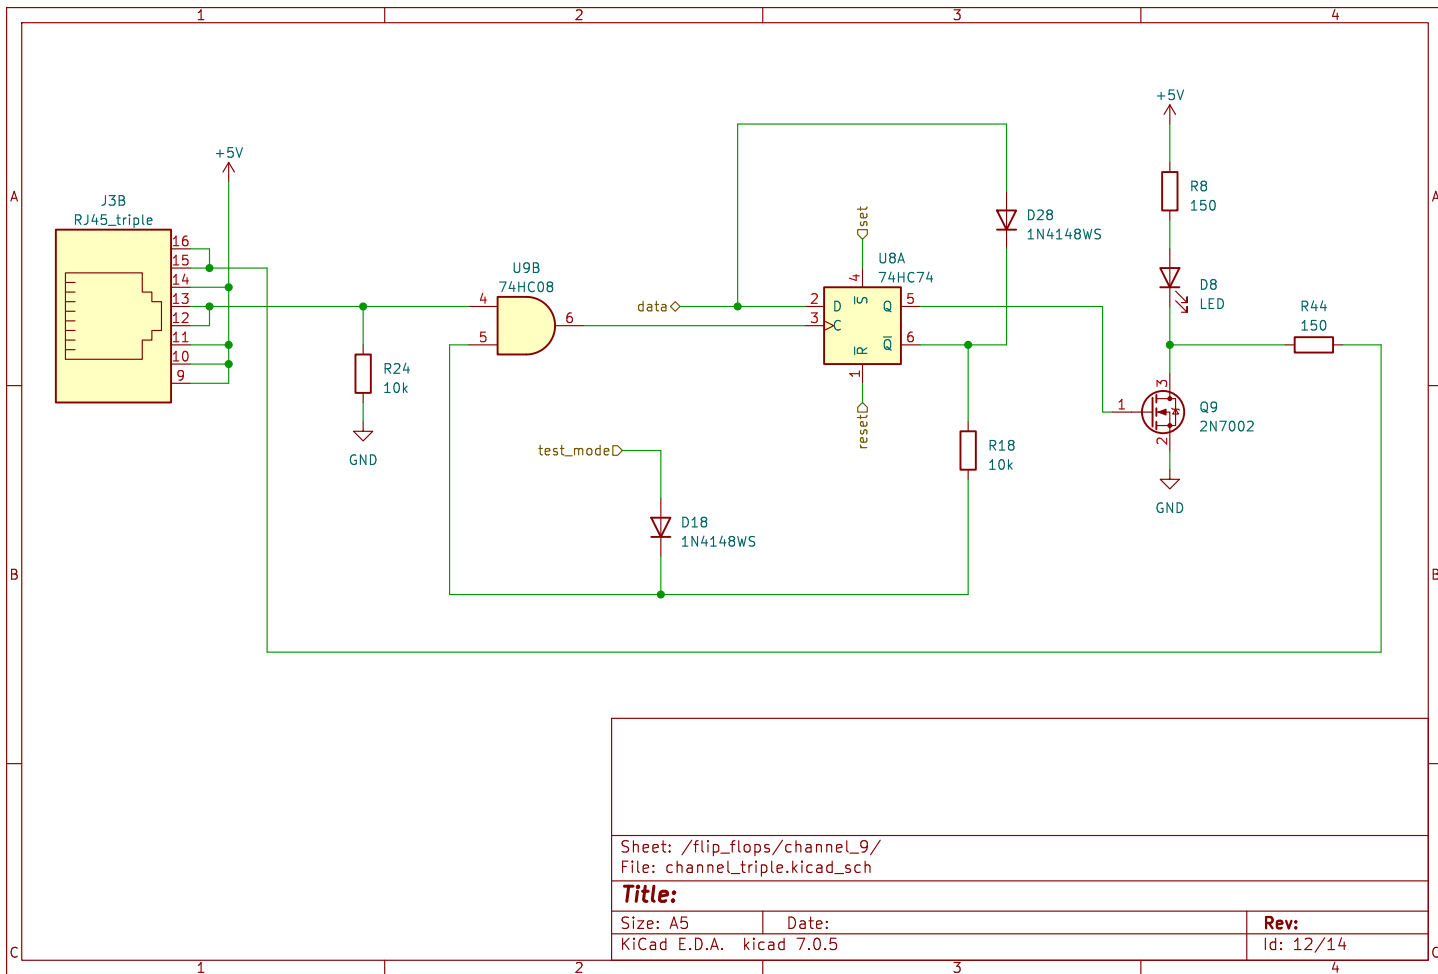 1 2 3 4
A
A
B
B
C
C
+5V
J3B
RJ45_triple
16
15
14
13
12
11
10
9
R24
10k
GND
U9B
74HC08
4
5
6
test_mode
D18
1N4148WS
data
set
U8A
74HC74
4
2
D
S
Q
5
3
C
R
Q
6
1
reset
D28
1N4148WS
R18
10k
+5V
R8
150
D8
LED
R44
150
3
1
2
Q9
2N7002
GND
Sheet: /flip_flops/channel_9/
File: channel_triple.kicad_sch
Title:
Size: A5 Date: Rev:
KiCad E.D.A. kicad 7.0.5 Id: 12/14
1 2 3 4